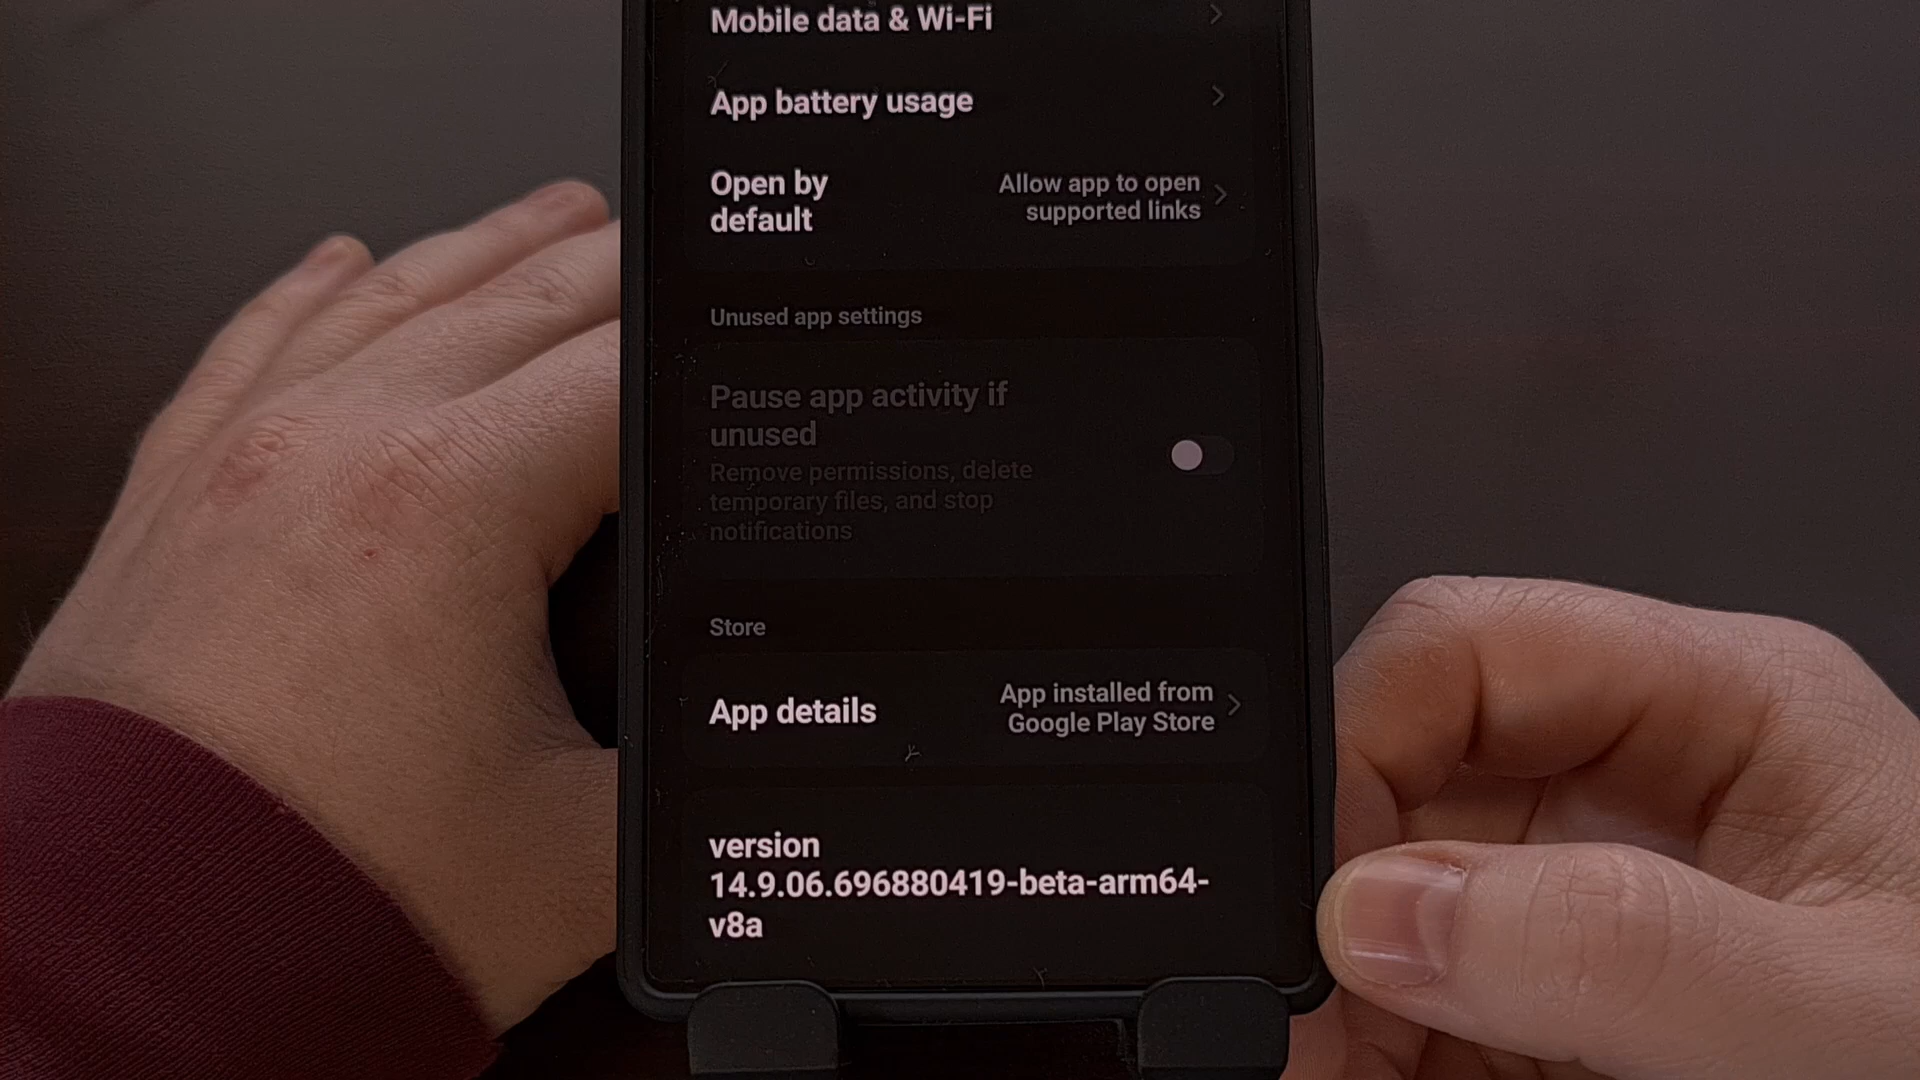 Mobile data & Wi-Fi
App battery usage
Open by
default
Allow app to open
supported links
Unused app settings
Pause app activity if
unused
Remove permissions, delete
temporary files, and stop
notifications
Store
App details
App installed from
Google Play Store
version
14.9.06.696880419-beta-arm64-
v8a